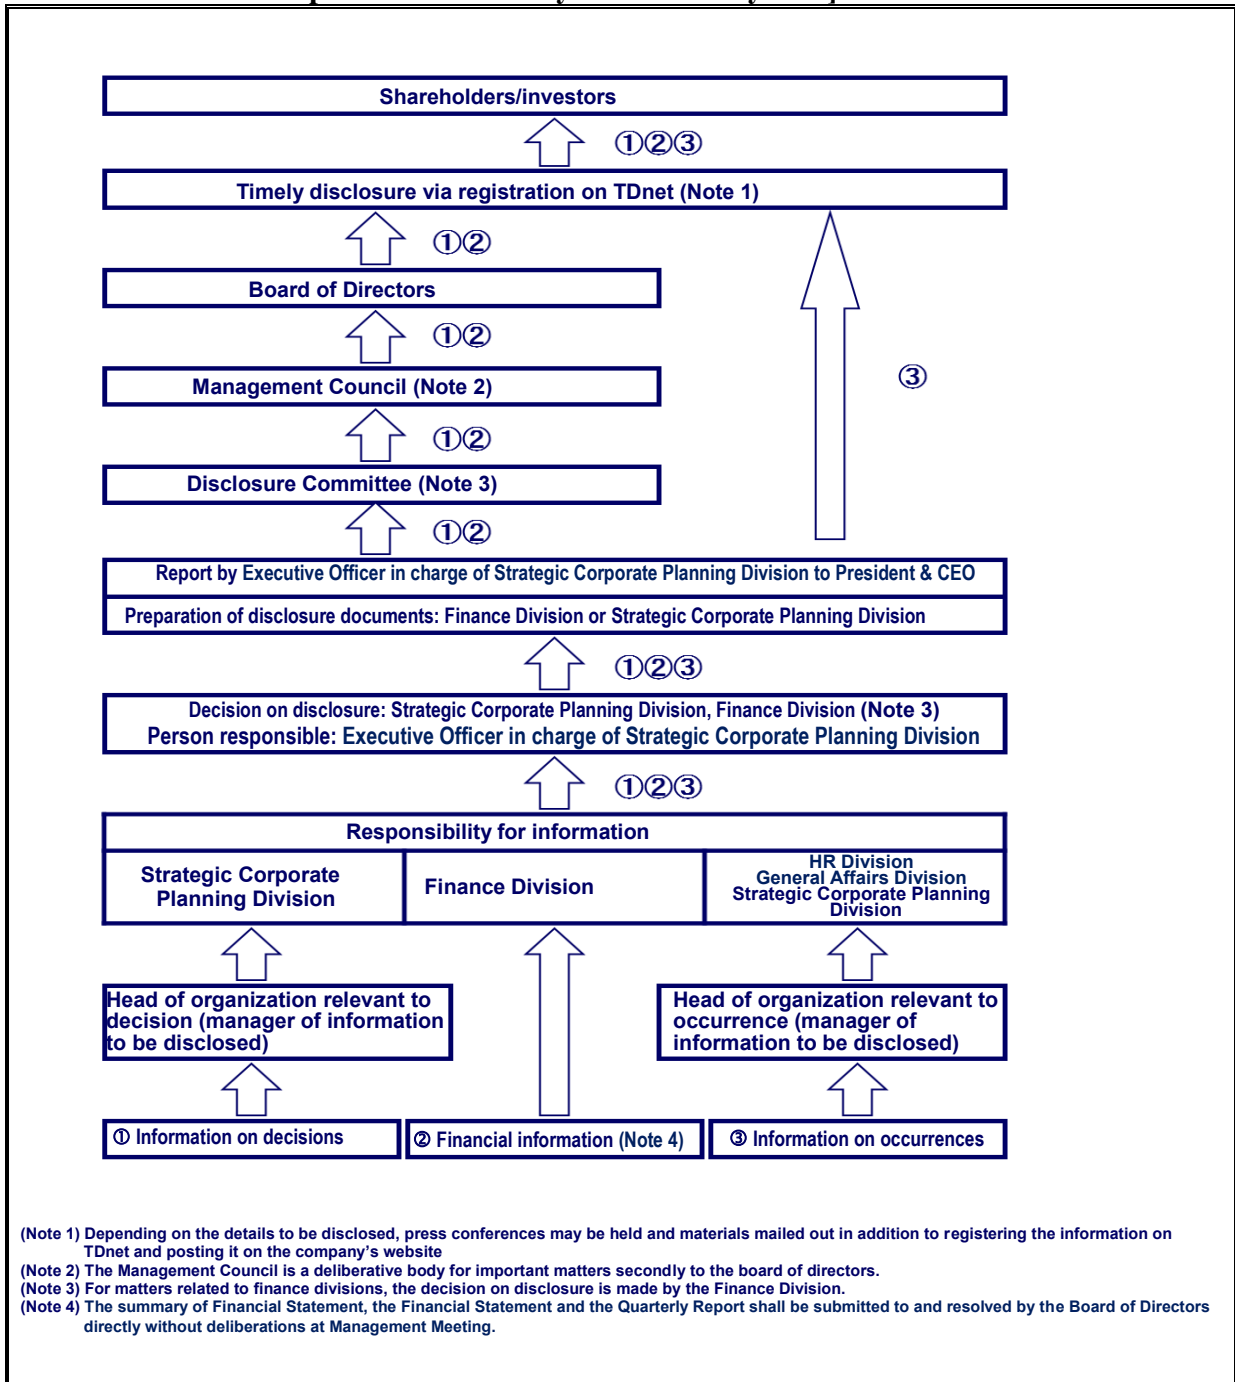 Shareholders/investors
①②③
Timely disclosure via registration on TDnet (Note 1)
①②
Board of Directors
①②
Management Council (Note 2)
③
①②
Disclosure Committee (Note 3)
①②
Report by Executive Officer in charge of Strategic Corporate Planning Division to President & CEO
Preparation of disclosure documents: Finance Division or Strategic Corporate Planning Division
①②③
Decision on disclosure: Strategic Corporate Planning Division, Finance Division (Note 3)
Person responsible: Executive Officer in charge of Strategic Corporate Planning Division
①②③
Responsibility for information
Strategic Corporate
Planning Division
Finance Division
HR Division
General Affairs Division
Strategic Corporate Planning
Division
Head of organization relevant to
decision (manager of information
to be disclosed)
Head of organization relevant to
occurrence (manager of
information to be disclosed)
① Information on decisions
② Financial information (Note 4)
③ Information on occurrences
(Note 1) Depending on the details to be disclosed, press conferences may be held and materials mailed out in addition to registering the information on
TDnet and posting it on the company's website
(Note 2) The Management Council is a deliberative body for important matters secondly to the board of directors.
(Note 3) For matters related to finance divisions, the decision on disclosure is made by the Finance Division.
(Note 4) The summary of Financial Statement, the Financial Statement and the Quarterly Report shall be submitted to and resolved by the Board of Directors
directly without deliberations at Management Meeting.